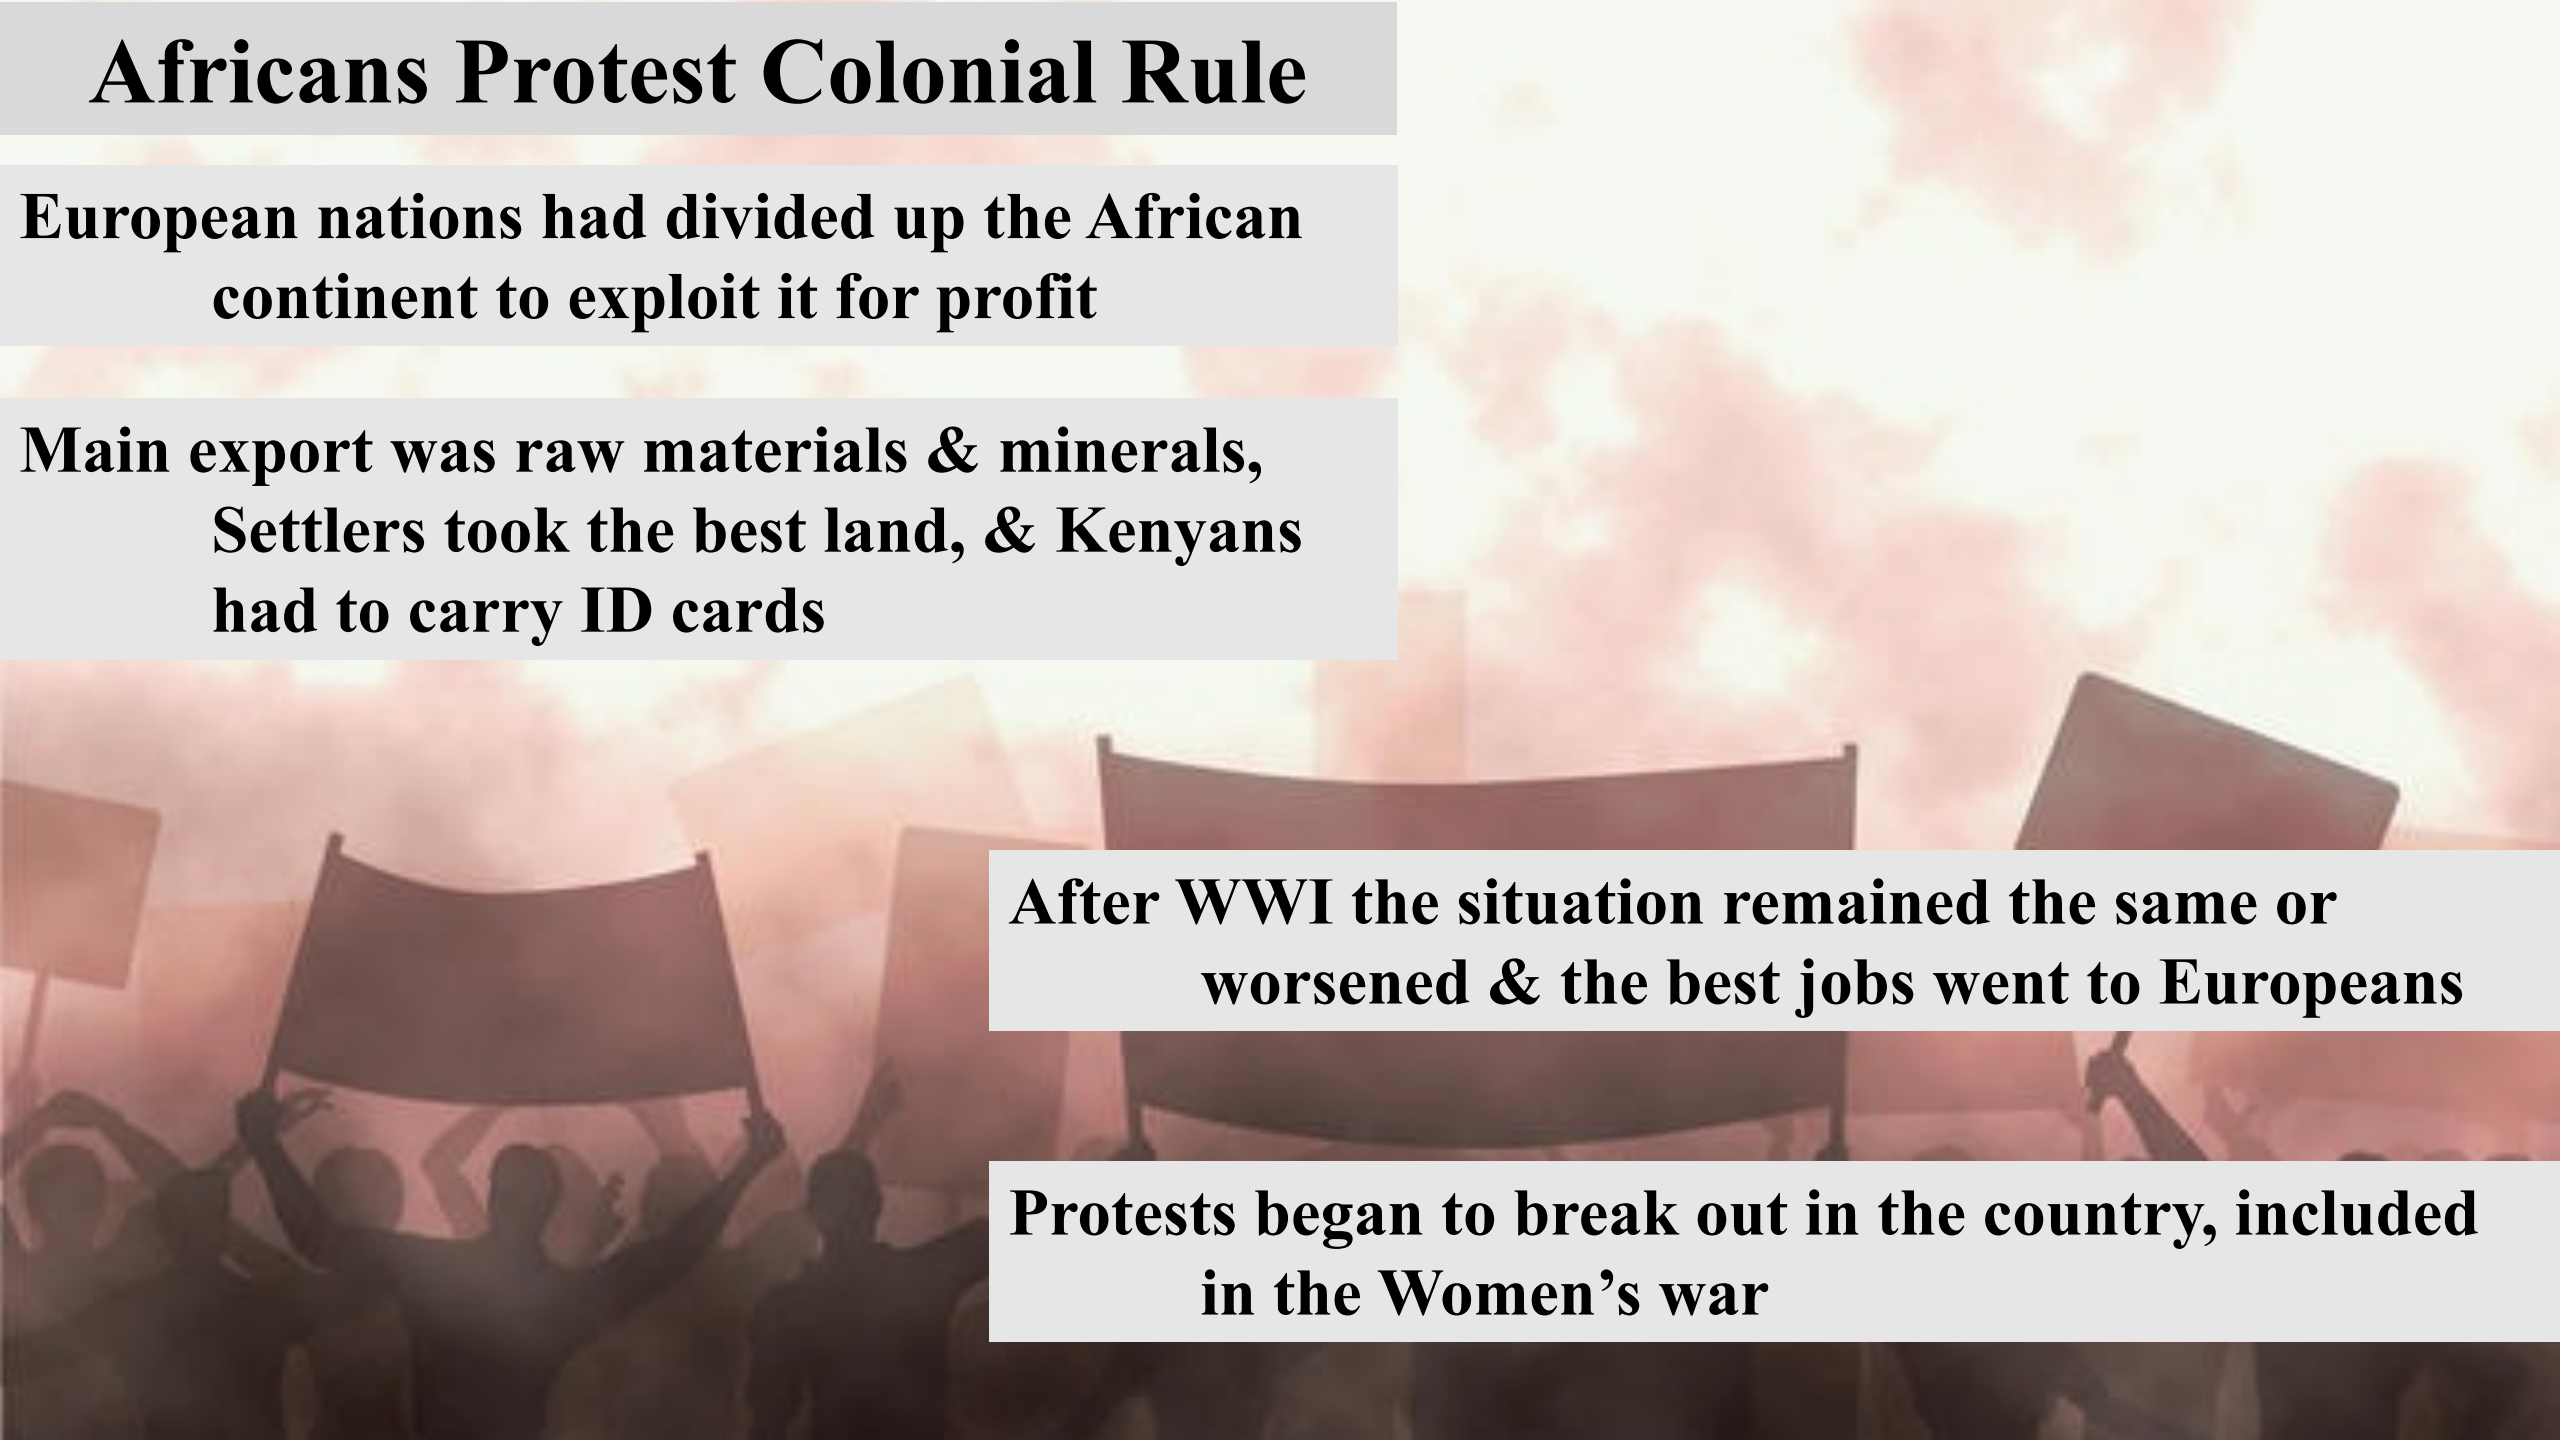 Africans Protest Colonial Rule
European nations had divided up the African
continent to exploit it for profit
Main export was raw materials & minerals,
Settlers took the best land, & Kenyans
had to carry ID cards
After WWI the situation remained the same or
worsened & the best jobs went to Europeans
Protests began to break out in the country, included
in the Women’s war